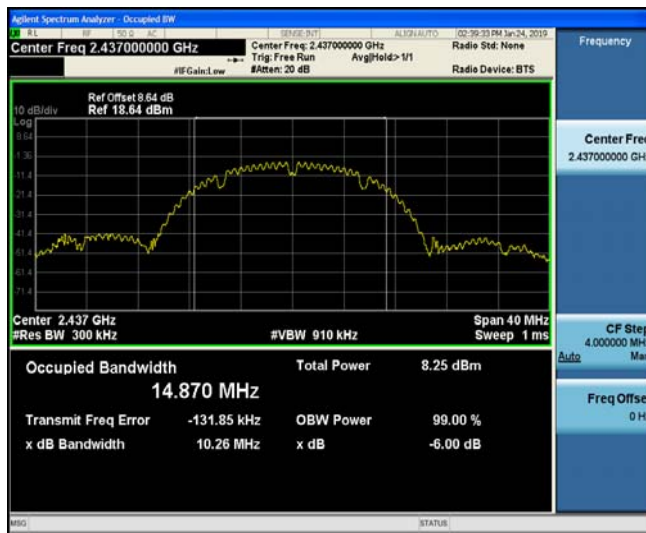 Agilent Spectrum Analyzer - Occupied BW
RL RF 50 Ω AC SENSE:INT ALIGN AUTO 02:39:33 PM Jan 24, 2019
Center Freq 2.437000000 GHz
Center Freq: 2.437000000 GHz
Radio Std: None
Trig: Free Run Avg|Hold:> 1/1
#IFGain:Low
#Atten: 20 dB
Radio Device: BTS
Ref Offset 8.64 dB
10 dB/div Ref 18.64 dBm
Log
8.64
-1.36
-11.4
-21.4
-31.4
-41.4
-51.4
-61.4
-71.4
Center 2.437 GHz
Span 40 MHz
#Res BW 300 kHz
#VBW 910 kHz
Sweep 1 ms
Occupied Bandwidth
14.870 MHz
Total Power 8.25 dBm
Transmit Freq Error -131.85 kHz
OBW Power 99.00 %
x dB Bandwidth 10.26 MHz
x dB -6.00 dB
Frequency
Center Fre
2.437000000 GH
CF Step
4.000000 MH
Auto Ma
Freq Offse
0 H
MSG
STATUS